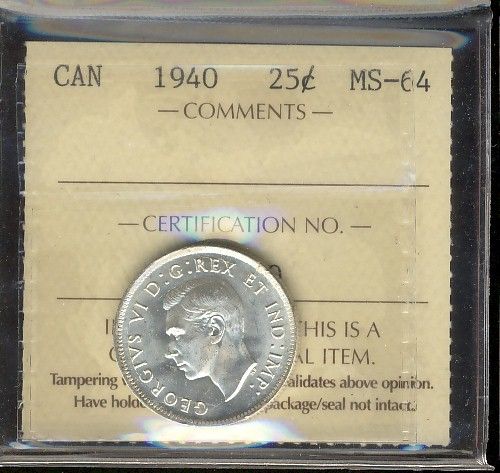 CAN 1940 25¢ MS-64
— COMMENTS —
— CERTIFICATION NO. —
THIS IS A
ITEM.
Tampering alidates above opinion.
Have package/seal not intact.
GEORGIVS VI D:G:REX ET IND:IMP: